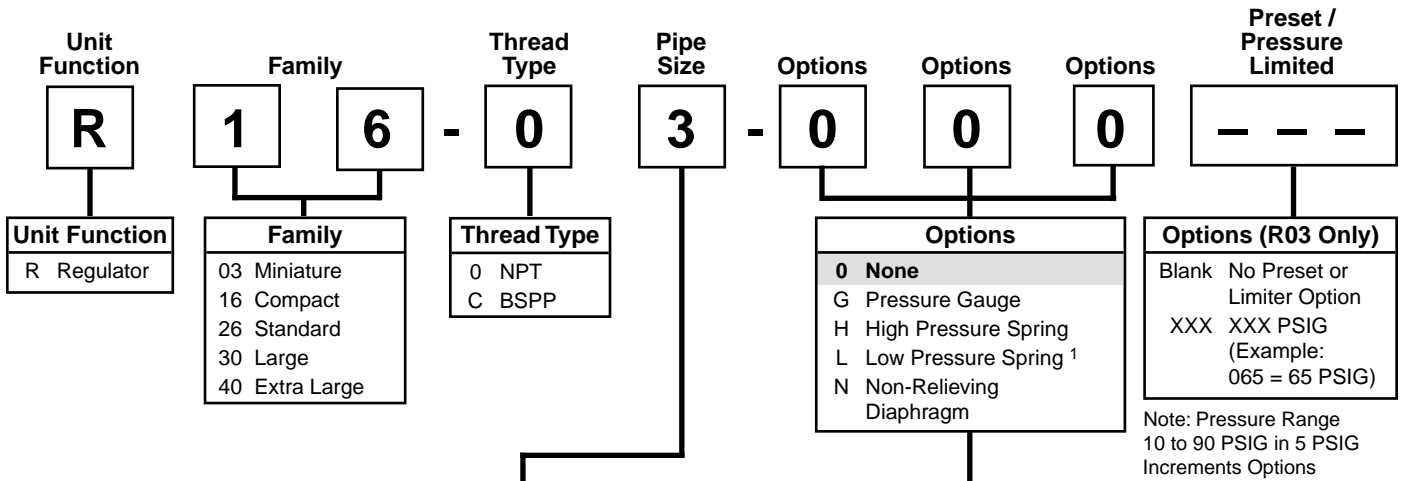 Unit Function
Family
Thread Type
Pipe Size
Options
Options
Options
Preset / Pressure Limited
R 1 6 - 0 3 - 0 0 0 – – –
Unit Function
R Regulator
Family
03 Miniature
16 Compact
26 Standard
30 Large
40 Extra Large
Thread Type
0 NPT
C BSPP
Options
0 None
G Pressure Gauge
H High Pressure Spring
L Low Pressure Spring 1
N Non-Relieving
Diaphragm
Options (R03 Only)
Blank No Preset or
Limiter Option
XXX XXX PSIG
(Example:
065 = 65 PSIG)
Note: Pressure Range
10 to 90 PSIG in 5 PSIG
Increments Options